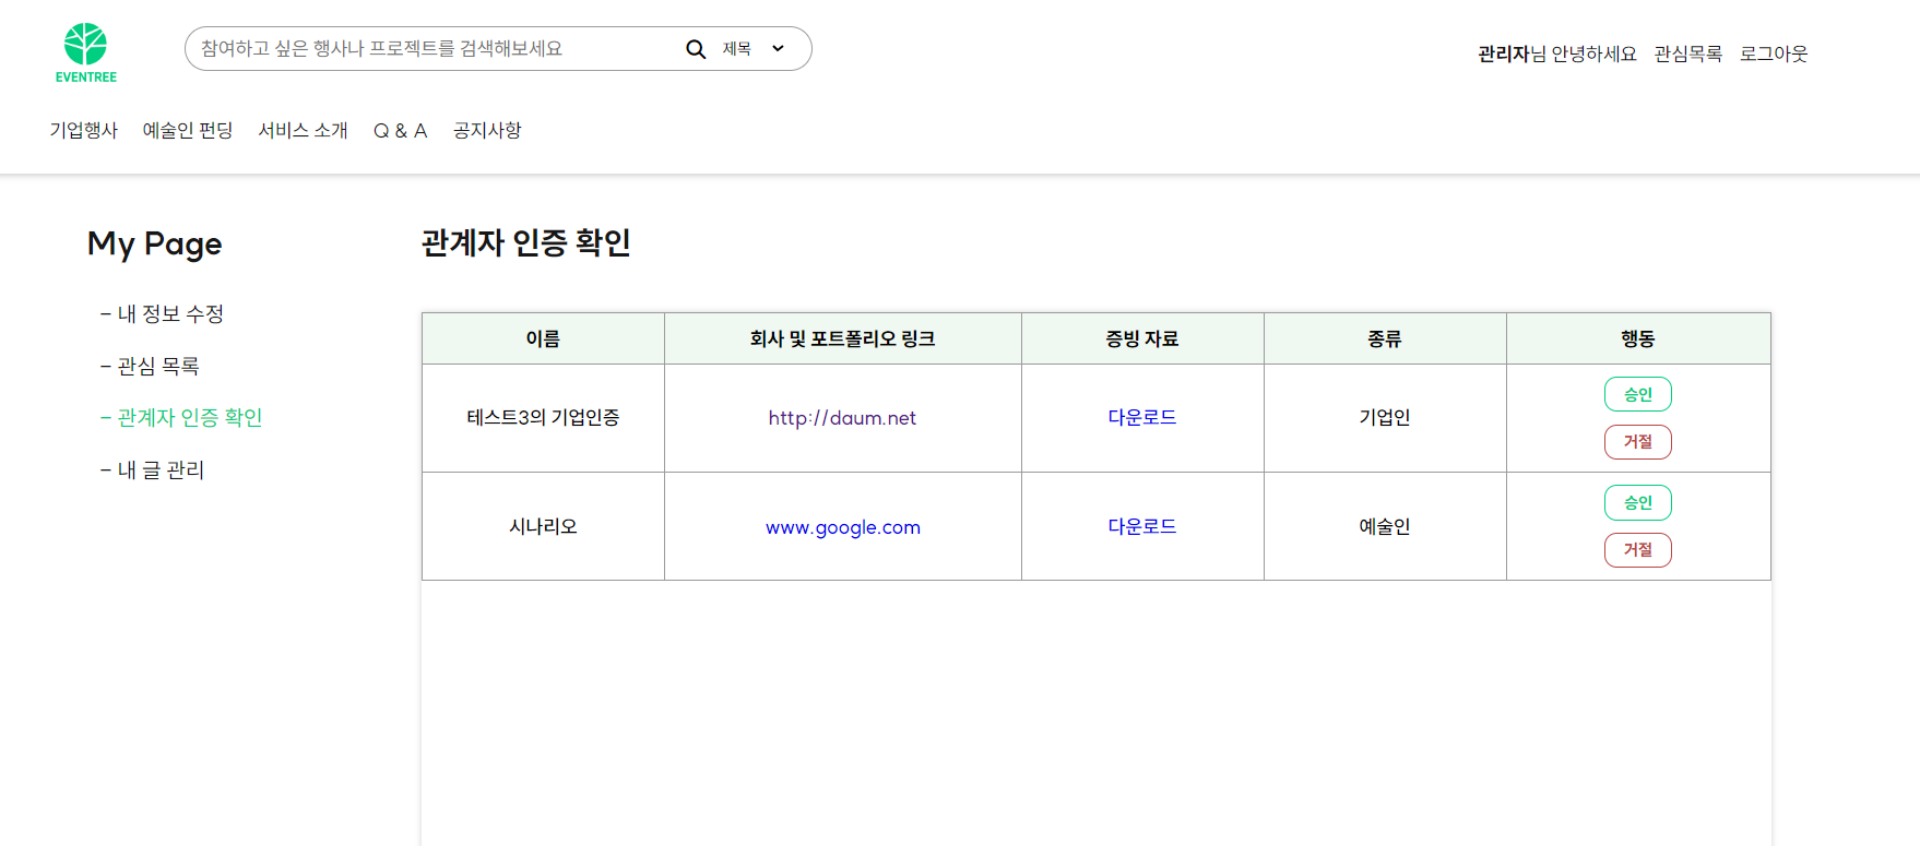 EVENTREE
참여하고 싶은 행사나 프로젝트를 검색해보세요 제목
관리자님 안녕하세요 관심목록 로그아웃
기업행사 예술인 펀딩 서비스 소개 Q & A 공지사항
My Page
- 내 정보 수정
- 관심 목록
- 관계자 인증 확인
- 내 글 관리
관계자 인증 확인
이름 회사 및 포트폴리오 링크 증빙 자료 종류 행동
테스트3의 기업인증 http://daum.net 다운로드 기업인 승인
거절
시나리오 www.google.com 다운로드 예술인 승인
거절